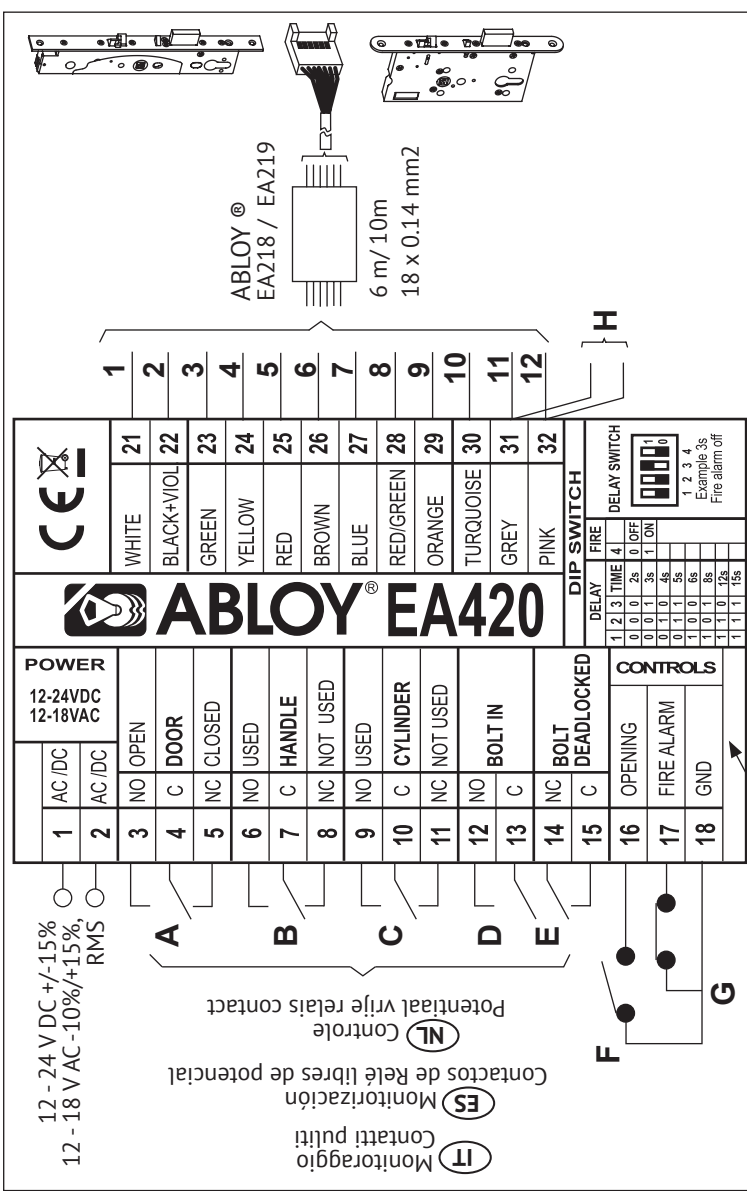 12 - 24 V DC +/-15%
12 - 18 V AC -10%/+15%,
RMS
IT Monitoraggio
Contatti puliti
ES Monitorización
Contactos de Relé libres de potencial
NL Controle
Potentiaal vrije relais contact
A
B
C
D
E
F
G
POWER
12-24VDC
12-18VAC
1 AC /DC
2 AC /DC
3 NO OPEN
4 C DOOR
5 NC CLOSED
6 NO USED
7 C HANDLE
8 NC NOT USED
9 NO USED
10 C CYLINDER
11 NC NOT USED
12 NO
BOLT IN
13 C
14 NC BOLT
DEADLOCKED
15 C
CONTROLS
16 OPENING
17 FIRE ALARM
18 GND
ABLOY® EA420
CE
WHITE 21 1
BLACK+VIOL 22 2
GREEN 23 3
YELLOW 24 4
RED 25 5
BROWN 26 6
BLUE 27 7
RED/GREEN 28 8
ORANGE 29 9
TURQUOISE 30 10
GREY 31 11
PINK 32 12
H
DIP SWITCH
DELAY FIRE
1 2 3 TIME 4
0 0 0 2s 0 OFF
0 0 1 3s 1 ON
0 1 0 4s
0 1 1 5s
1 0 0 6s
1 0 1 8s
1 1 0 12s
1 1 1 15s
DELAY SWITCH
1
0
1 2 3 4
Example 3s
Fire alarm off
ABLOY ®
EA218 / EA219
6 m/ 10m
18 x 0.14 mm2